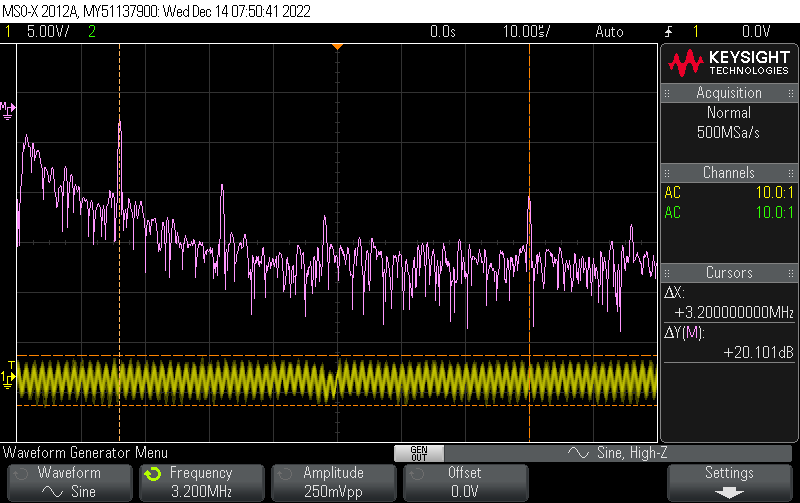 MSO-X 2012A, MY51137900: Wed Dec 14 07:50:41 2022
1 5.00V/ 2 0.0s 10.00us/ Auto 1 0.0V
KEYSIGHT
TECHNOLOGIES
Acquisition
Normal
500MSa/s
Channels
AC 10.0:1
AC 10.0:1
Cursors
ΔX:
+3.200000000MHz
ΔY(M):
+20.101dB
M
T
1
Waveform Generator Menu
GEN
OUT
Sine, High-Z
Waveform
Sine
Frequency
3.200MHz
Amplitude
250mVpp
Offset
0.0V
Settings